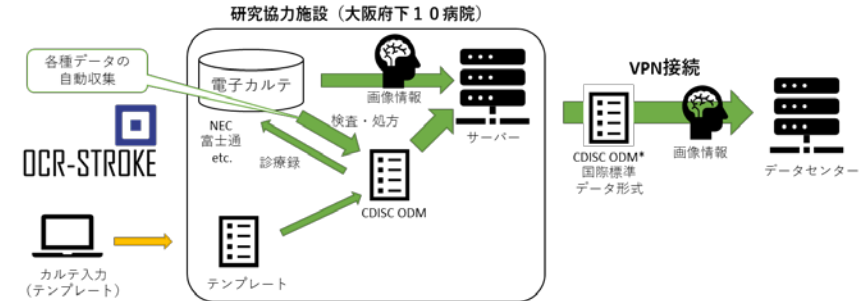 研究協力施設（大阪府下１０病院）
各種データの
自動収集
電子カルテ
画像情報
検査・処方
サーバー
NEC
富士通
etc.
診療録
CDISC ODM
テンプレート
OCR-STROKE
カルテ入力
（テンプレート）
VPN接続
CDISC ODM*
国際標準
データ形式
画像情報
データセンター